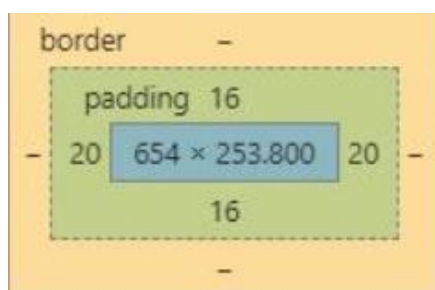 border –
padding 16
– 20 654 × 253.800 20 –
16
–